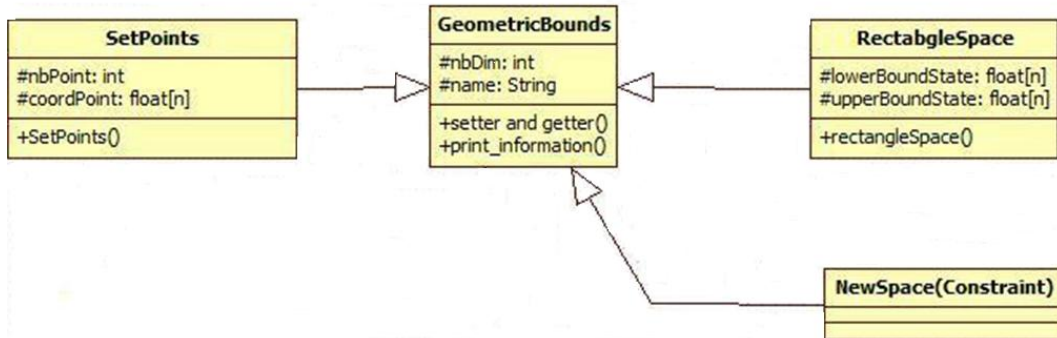 SetPoints
#nbPoint: int
#coordPoint: float[n]
+SetPoints()
GeometricBounds
#nbDim: int
#name: String
+setter and getter()
+print_information()
RectabgleSpace
#lowerBoundState: float[n]
#upperBoundState: float[n]
+rectangleSpace()
NewSpace(Constraint)